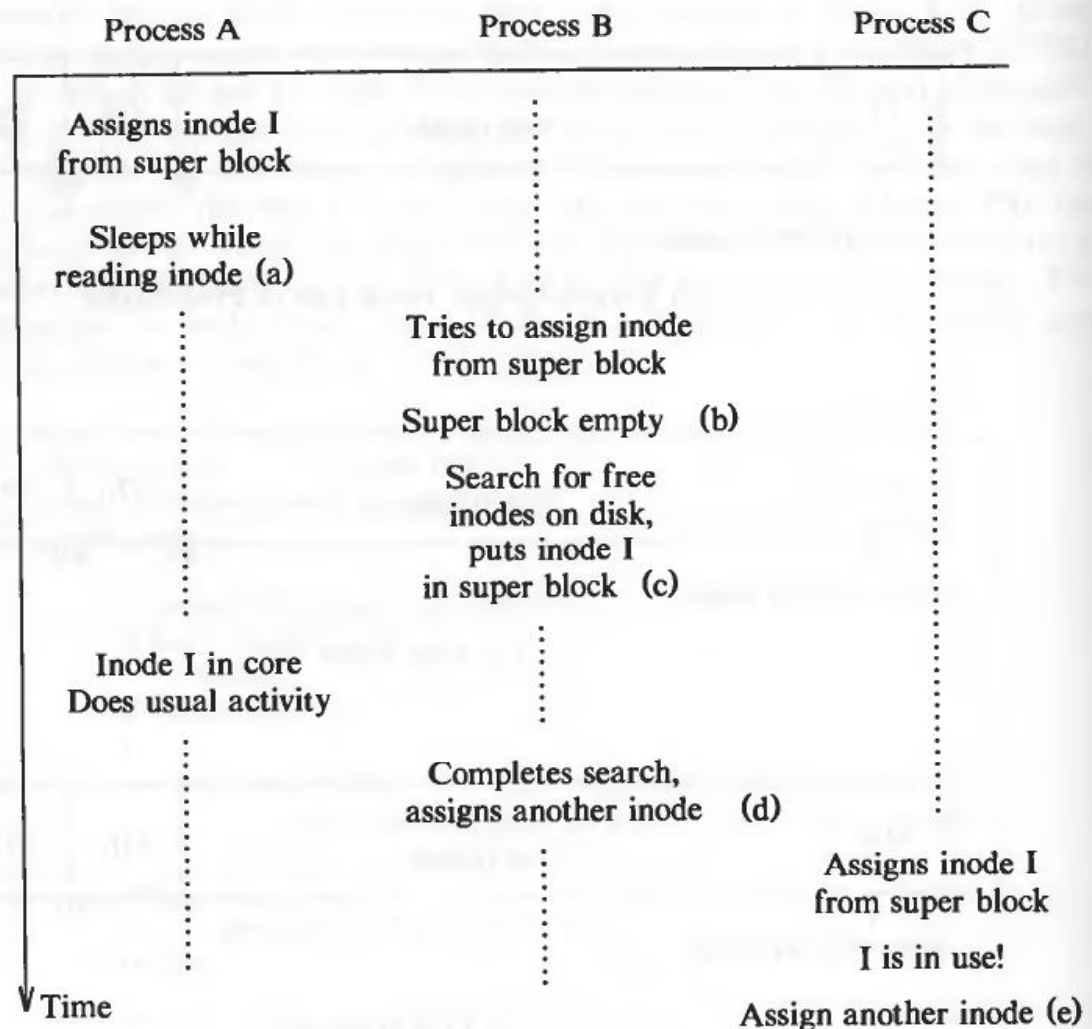 Process A Process B Process C
Assigns inode I
from super block
Sleeps while
reading inode (a)
Tries to assign inode
from super block
Super block empty (b)
Search for free
inodes on disk,
puts inode I
in super block (c)
Inode I in core
Does usual activity
Completes search,
assigns another inode (d)
Assigns inode I
from super block
I is in use!
Assign another inode (e)
Time